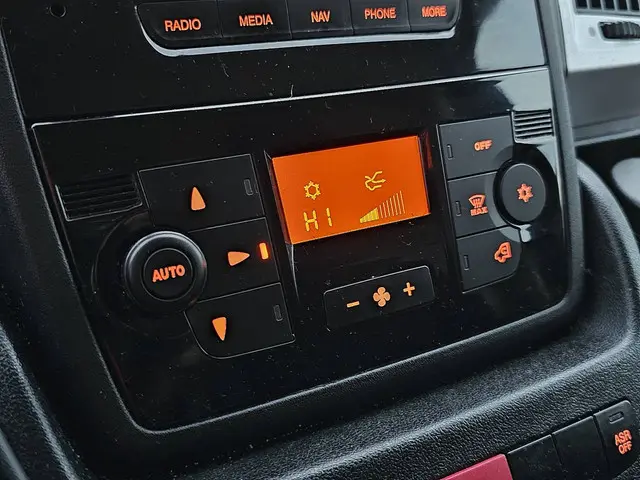 RADIO MEDIA NAV PHONE MORE
OFF
HI
MAX
AUTO
ASR OFF